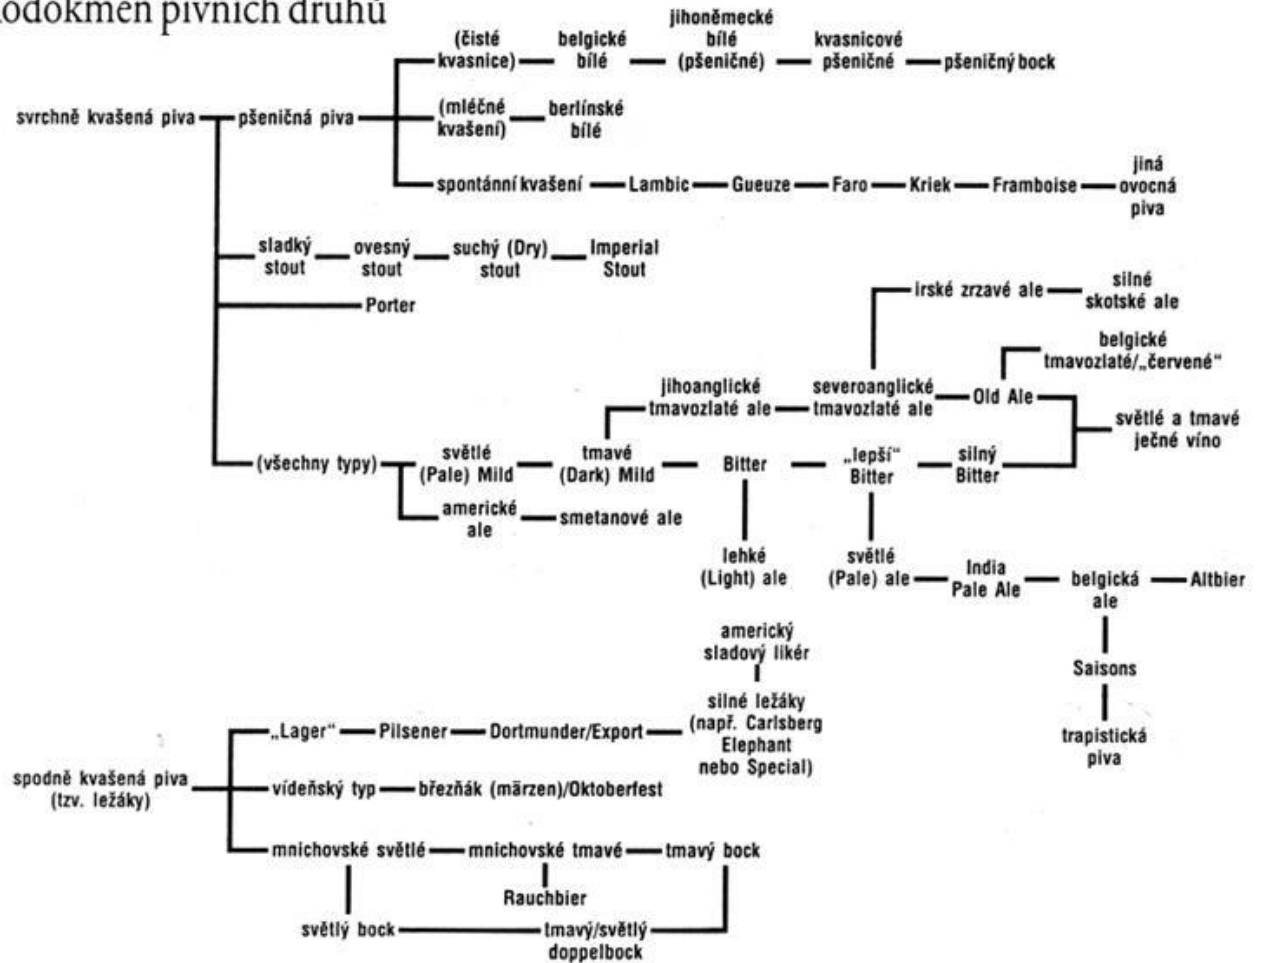 odokmen pivních druhů
(čisté
kvasnice)
belgické
bílé
jihoněmecké
bílé
(pšeničné)
kvasnicové
pšeničné
pšeničný bock
svrchně kvašená piva
pšeničná piva
(mléčné
kvašení)
berlínské
bílé
spontánní kvašení
Lambic
Gueuze
Faro
Kriek
Framboise
jiná
ovocná
piva
sladký
stout
ovesný
stout
suchý (Dry)
stout
Imperial
Stout
Porter
irské zrzavé ale
silné
skotské ale
belgické
tmavozlaté/„červené“
jihoanglické
tmavozlaté ale
severoanglické
tmavozlaté ale
Old Ale
světlé a tmavé
ječné víno
(všechny typy)
světlé
(Pale) Mild
tmavé
(Dark) Mild
Bitter
„lepší“
Bitter
silný
Bitter
americké
ale
smetanové ale
lehké
(Light) ale
světlé
(Pale) ale
India
Pale Ale
belgická
ale
Altbier
Saisons
trapistická
piva
americký
sladový likér
silné ležáky
(např. Carlsberg
Elephant
nebo Special)
„Lager“
Pilsener
Dortmunder/Export
spodně kvašená piva
(tzv. ležáky)
vídeňský typ
březňák (märzen)/Oktoberfest
mnichovské světlé
mnichovské tmavé
tmavý bock
Rauchbier
světlý bock
tmavý/světlý
doppelbock